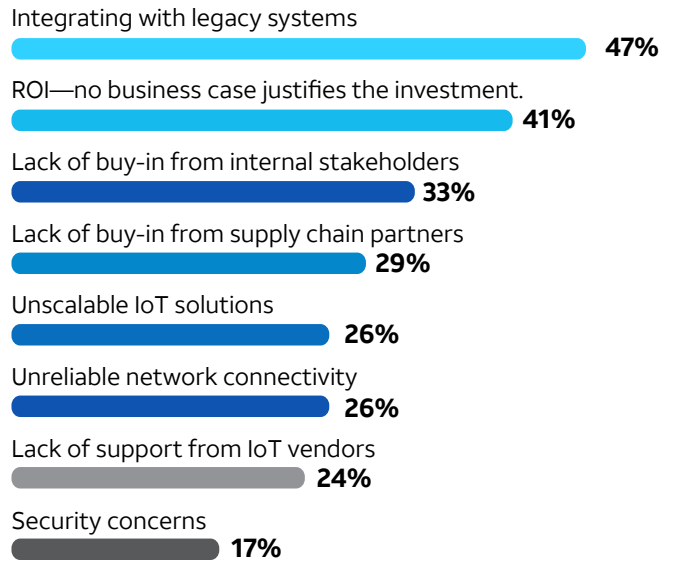 Integrating with legacy systems
47%
ROI—no business case justifies the investment.
41%
Lack of buy-in from internal stakeholders
33%
Lack of buy-in from supply chain partners
29%
Unscalable IoT solutions
26%
Unreliable network connectivity
26%
Lack of support from IoT vendors
24%
Security concerns
17%